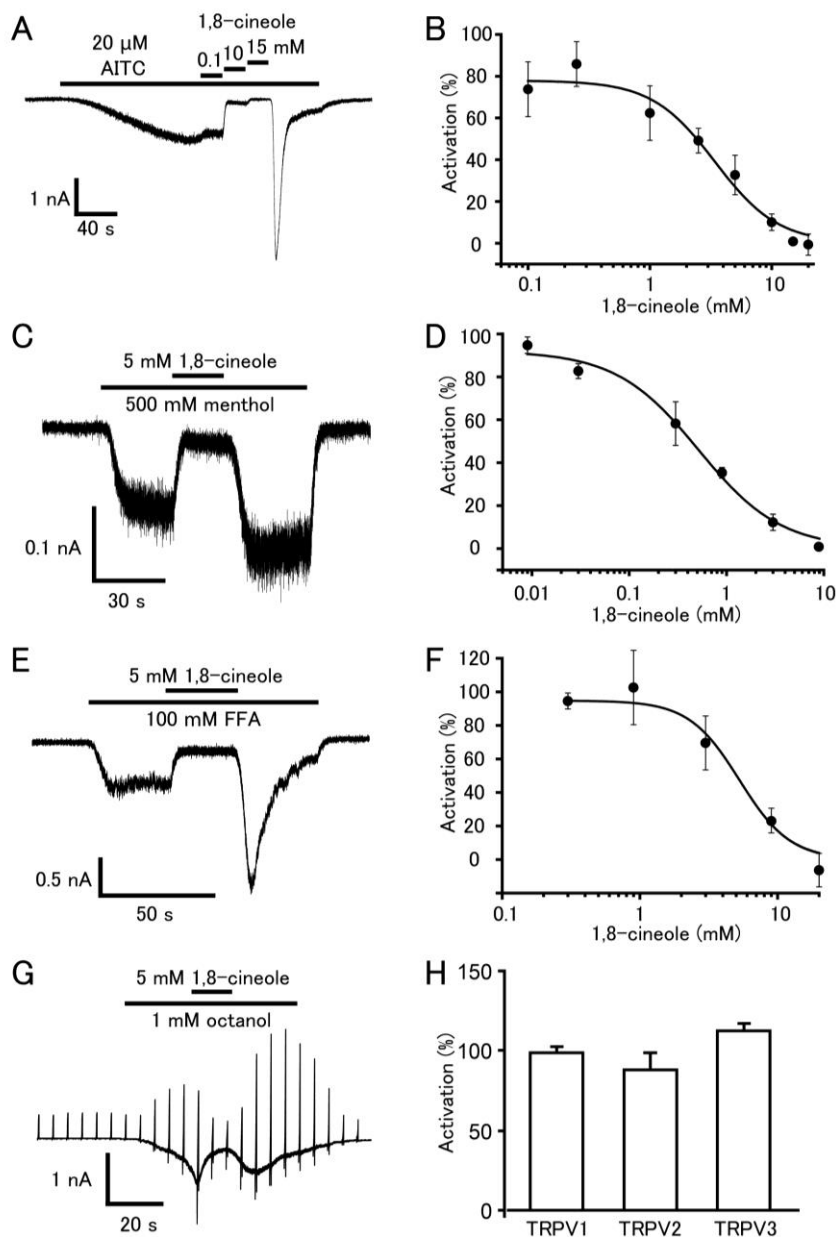 A
1,8-cineole
20 μM
AITC
0.1 10 15 mM
1 nA
40 s
B
Activation (%)
100
80
60
40
20
0
0.1 1 10
1,8-cineole (mM)
C
5 mM 1,8-cineole
500 mM menthol
0.1 nA
30 s
D
Activation (%)
100
80
60
40
20
0
0.01 0.1 1 10
1,8-cineole (mM)
E
5 mM 1,8-cineole
100 mM FFA
0.5 nA
50 s
F
Activation (%)
120
100
80
60
40
20
0
0.1 1 10
1,8-cineole (mM)
G
5 mM 1,8-cineole
1 mM octanol
1 nA
20 s
H
Activation (%)
150
100
50
0
TRPV1 TRPV2 TRPV3